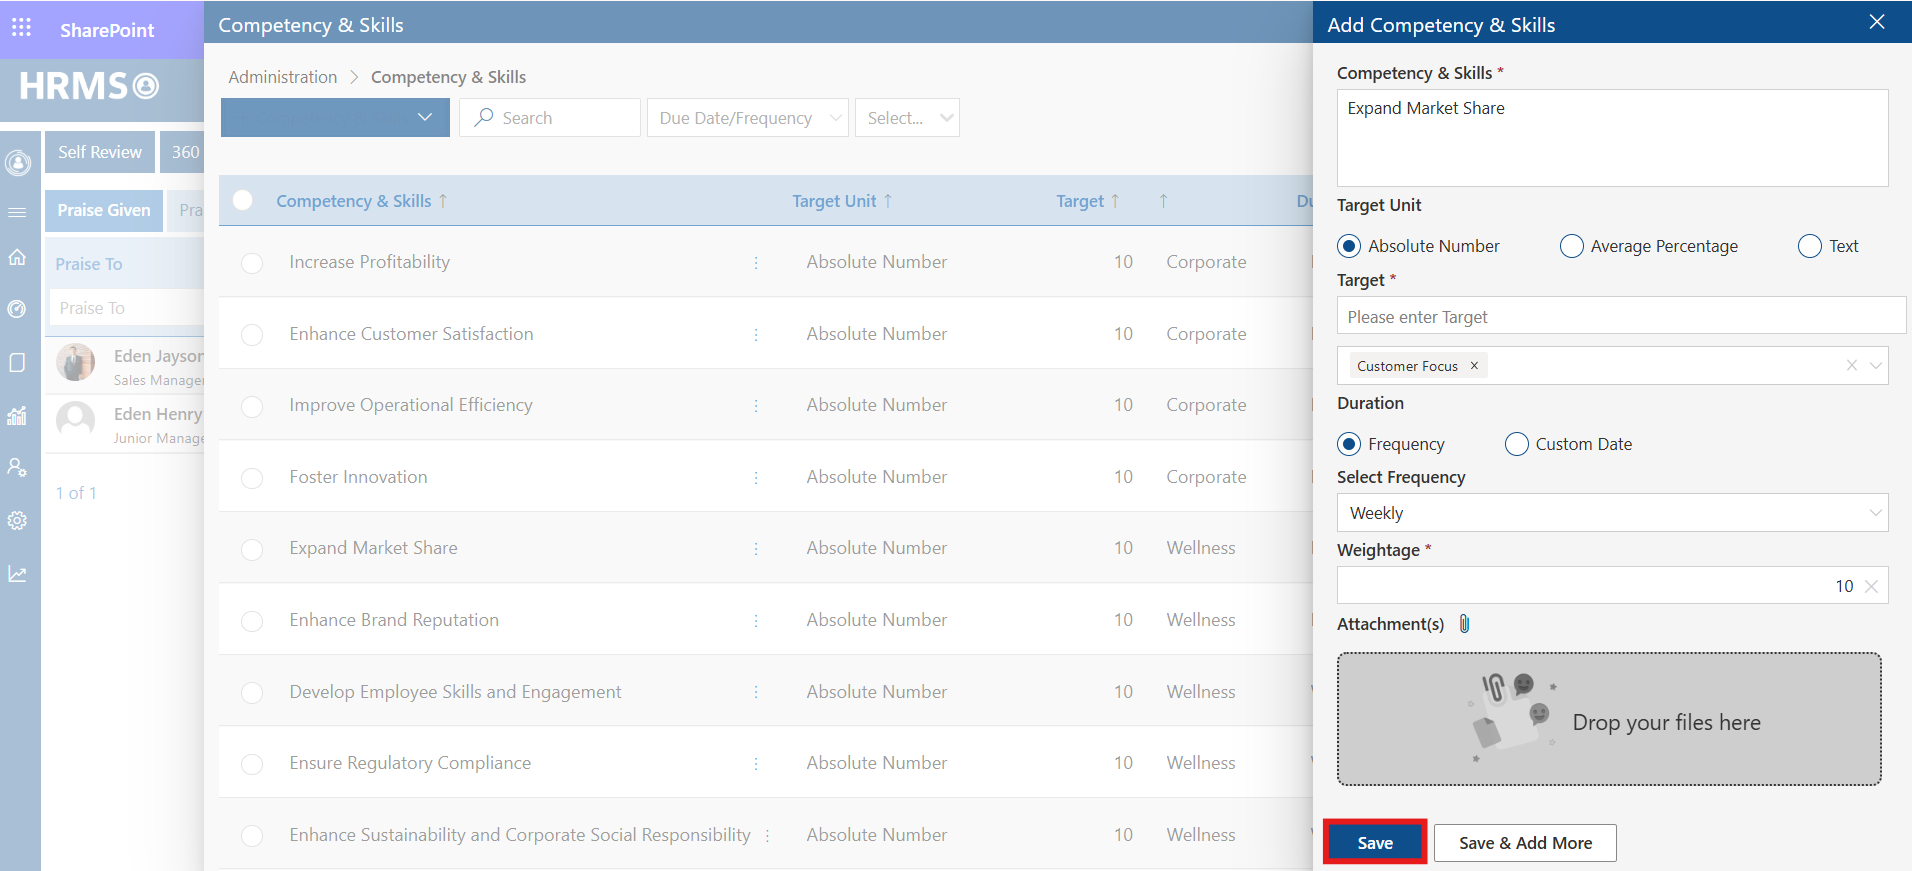 SharePoint
HRMS
Self Review
360
Praise Given
Pra
Praise To
Praise To
Eden Jayson
Sales Manager
Eden Henry
Junior Manage
1 of 1
Competency & Skills
Administration > Competency & Skills
Search
Due Date/Frequency
Select...
Competency & Skills ↑ Target Unit ↑ Target ↑ ↑ Du
Increase Profitability Absolute Number 10 Corporate
Enhance Customer Satisfaction Absolute Number 10 Corporate
Improve Operational Efficiency Absolute Number 10 Corporate
Foster Innovation Absolute Number 10 Corporate
Expand Market Share Absolute Number 10 Wellness
Enhance Brand Reputation Absolute Number 10 Wellness
Develop Employee Skills and Engagement Absolute Number 10 Wellness
Ensure Regulatory Compliance Absolute Number 10 Wellness
Enhance Sustainability and Corporate Social Responsibility Absolute Number 10 Wellness
Add Competency & Skills
Competency & Skills *
Expand Market Share
Target Unit
Absolute Number Average Percentage Text
Target *
Please enter Target
Customer Focus
Duration
Frequency Custom Date
Select Frequency
Weekly
Weightage *
10
Attachment(s)
Drop your files here
Save Save & Add More